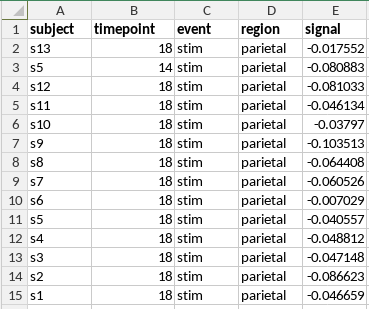 A B C D E
1 subject timepoint event region signal
2 s13 18 stim parietal -0.017552
3 s5 14 stim parietal -0.080883
4 s12 18 stim parietal -0.081033
5 s11 18 stim parietal -0.046134
6 s10 18 stim parietal -0.03797
7 s9 18 stim parietal -0.103513
8 s8 18 stim parietal -0.064408
9 s7 18 stim parietal -0.060526
10 s6 18 stim parietal -0.007029
11 s5 18 stim parietal -0.040557
12 s4 18 stim parietal -0.048812
13 s3 18 stim parietal -0.047148
14 s2 18 stim parietal -0.086623
15 s1 18 stim parietal -0.046659